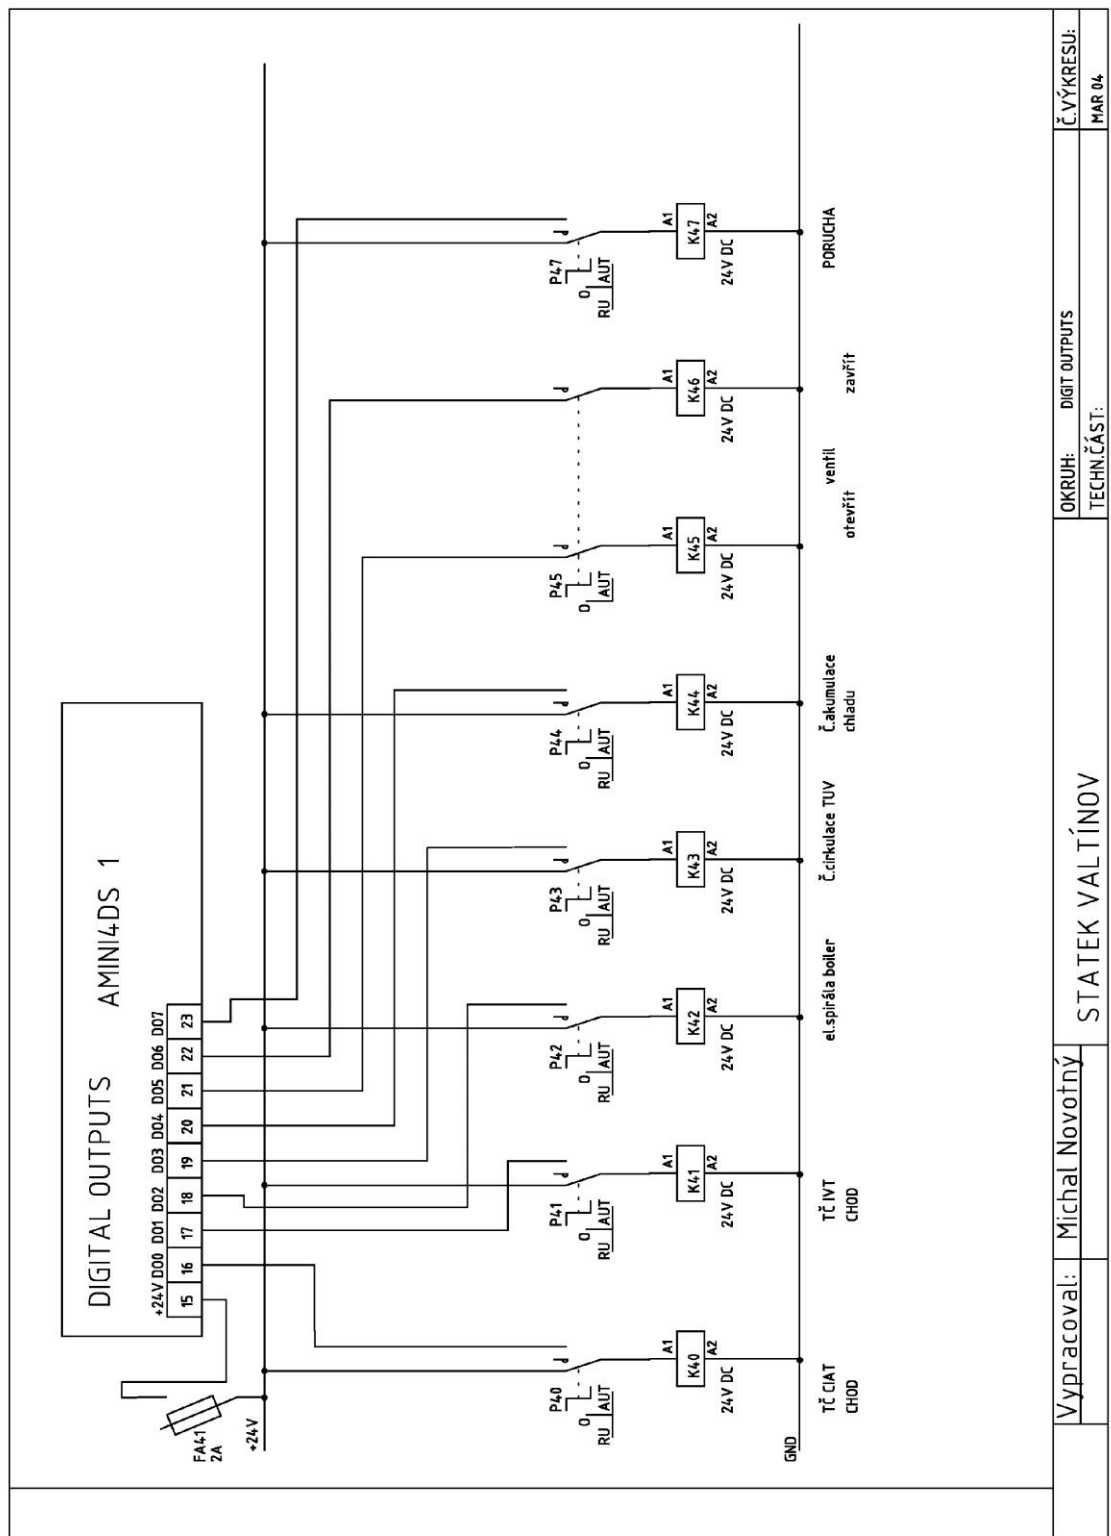 DIGITAL OUTPUTS AMINI4DS 1
+24V DO0 DO1 DO2 DO3 DO4 DO5 DO6 DO7
15 16 17 18 19 20 21 22 23
FA41
2A
+24V
P40 P41 P42 P43 P44 P45 P47
0 0 0 0 0 0 0
RU AUT RU AUT RU AUT RU AUT RU AUT AUT RU AUT
A1 A1 A1 A1 A1 A1 A1 A1
K40 K41 K42 K43 K44 K45 K46 K47
A2 A2 A2 A2 A2 A2 A2 A2
24V DC 24V DC 24V DC 24V DC 24V DC 24V DC 24V DC 24V DC
GND
TČ CIAT
CHOD
TČ IVT
CHOD
el.spirála boiler
Č.cirkulace TUV
Č.akumulace
chladu
ventil
otevřít zavřít
PORUCHA
Vypracoval: Michal Novotný
STATEK VALTÍNOV
OKRUH: DIGIT OUTPUTS
TECHN.ČÁST:
Č.VÝKRESU:
MAR 04